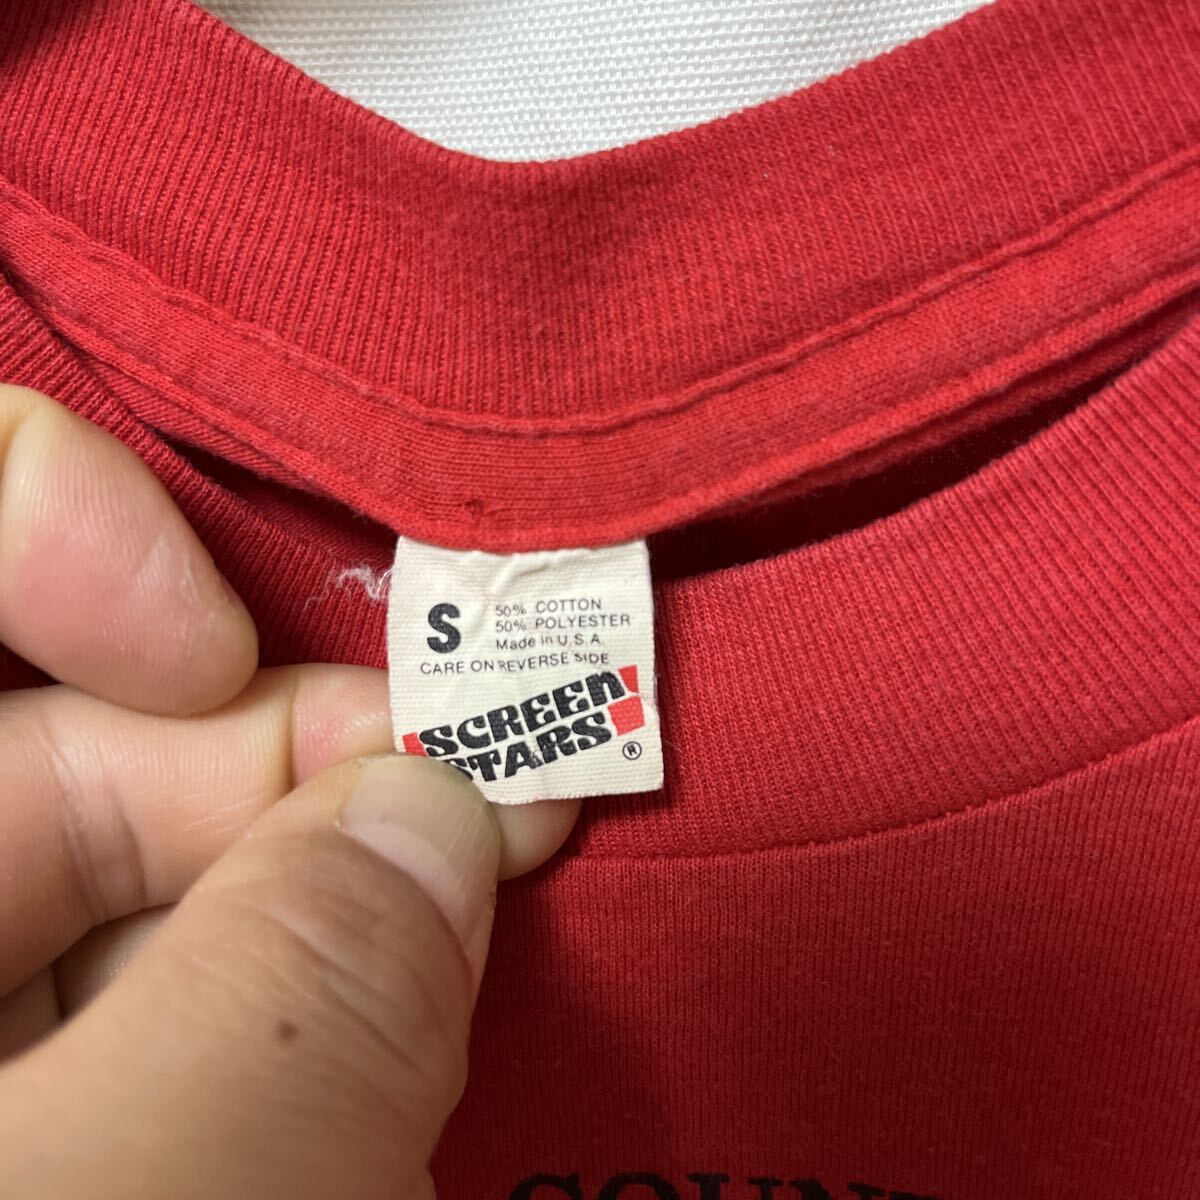 S
50% COTTON
50% POLYESTER
Made in U.S.A.
CARE ON REVERSE SIDE
SCREEN
STARS
®